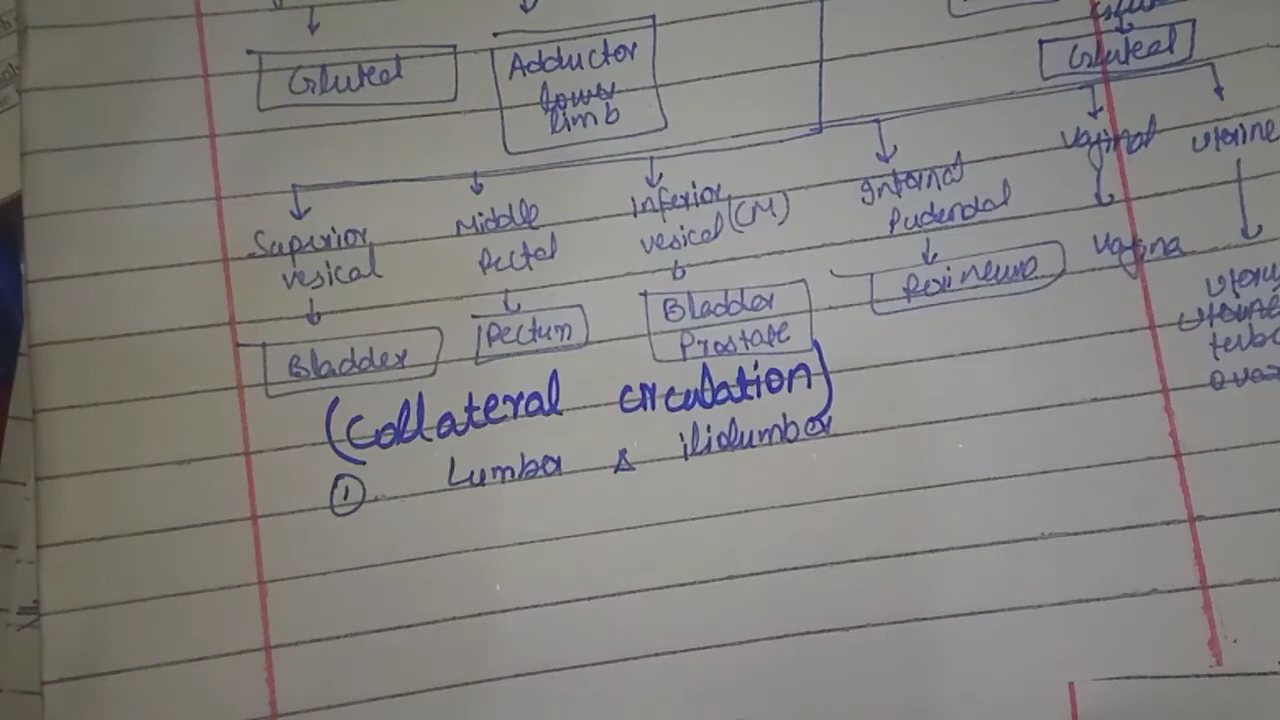 Gluteal
Adductor
lower
limb
Gluteal
Superior
vesical
Bladder
Middle
Rectal
Rectum
Inferior
vesical (M)
Bladder
Prostate
Internal
Pudendal
Perineum
Vaginal
Vagina
Uterine
(Collateral circulation)
① Lumbar & iliolumbar